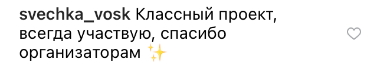 svechka_vosk Классный проект,
всегда участвую, спасибо
организаторам ✨